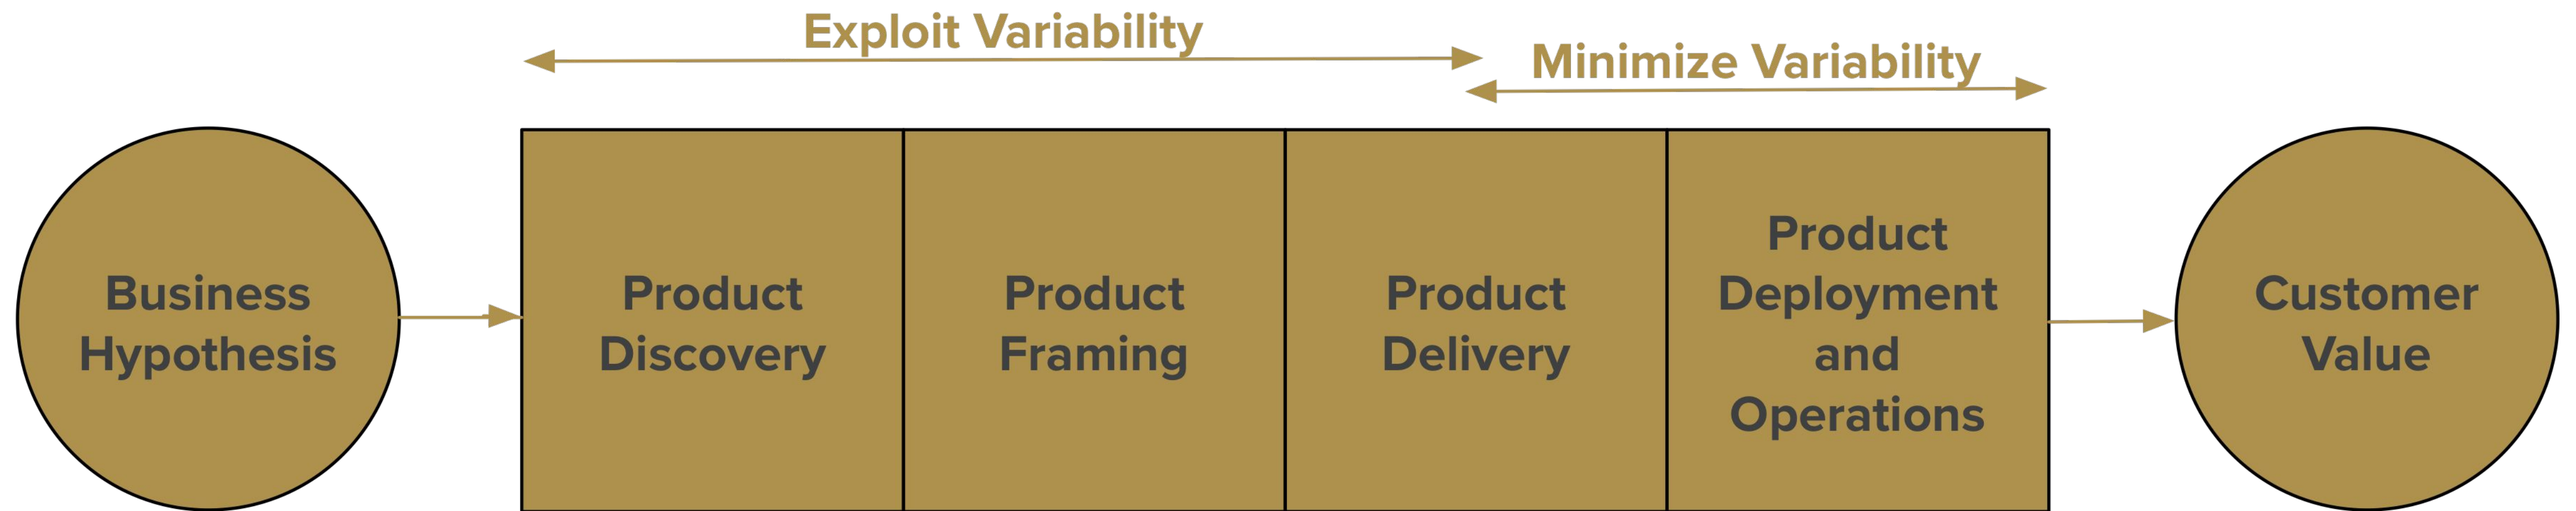 Exploit Variability
Minimize Variability
Business
Hypothesis
Product
Discovery
Product
Framing
Product
Delivery
Product
Deployment
and
Operations
Customer
Value